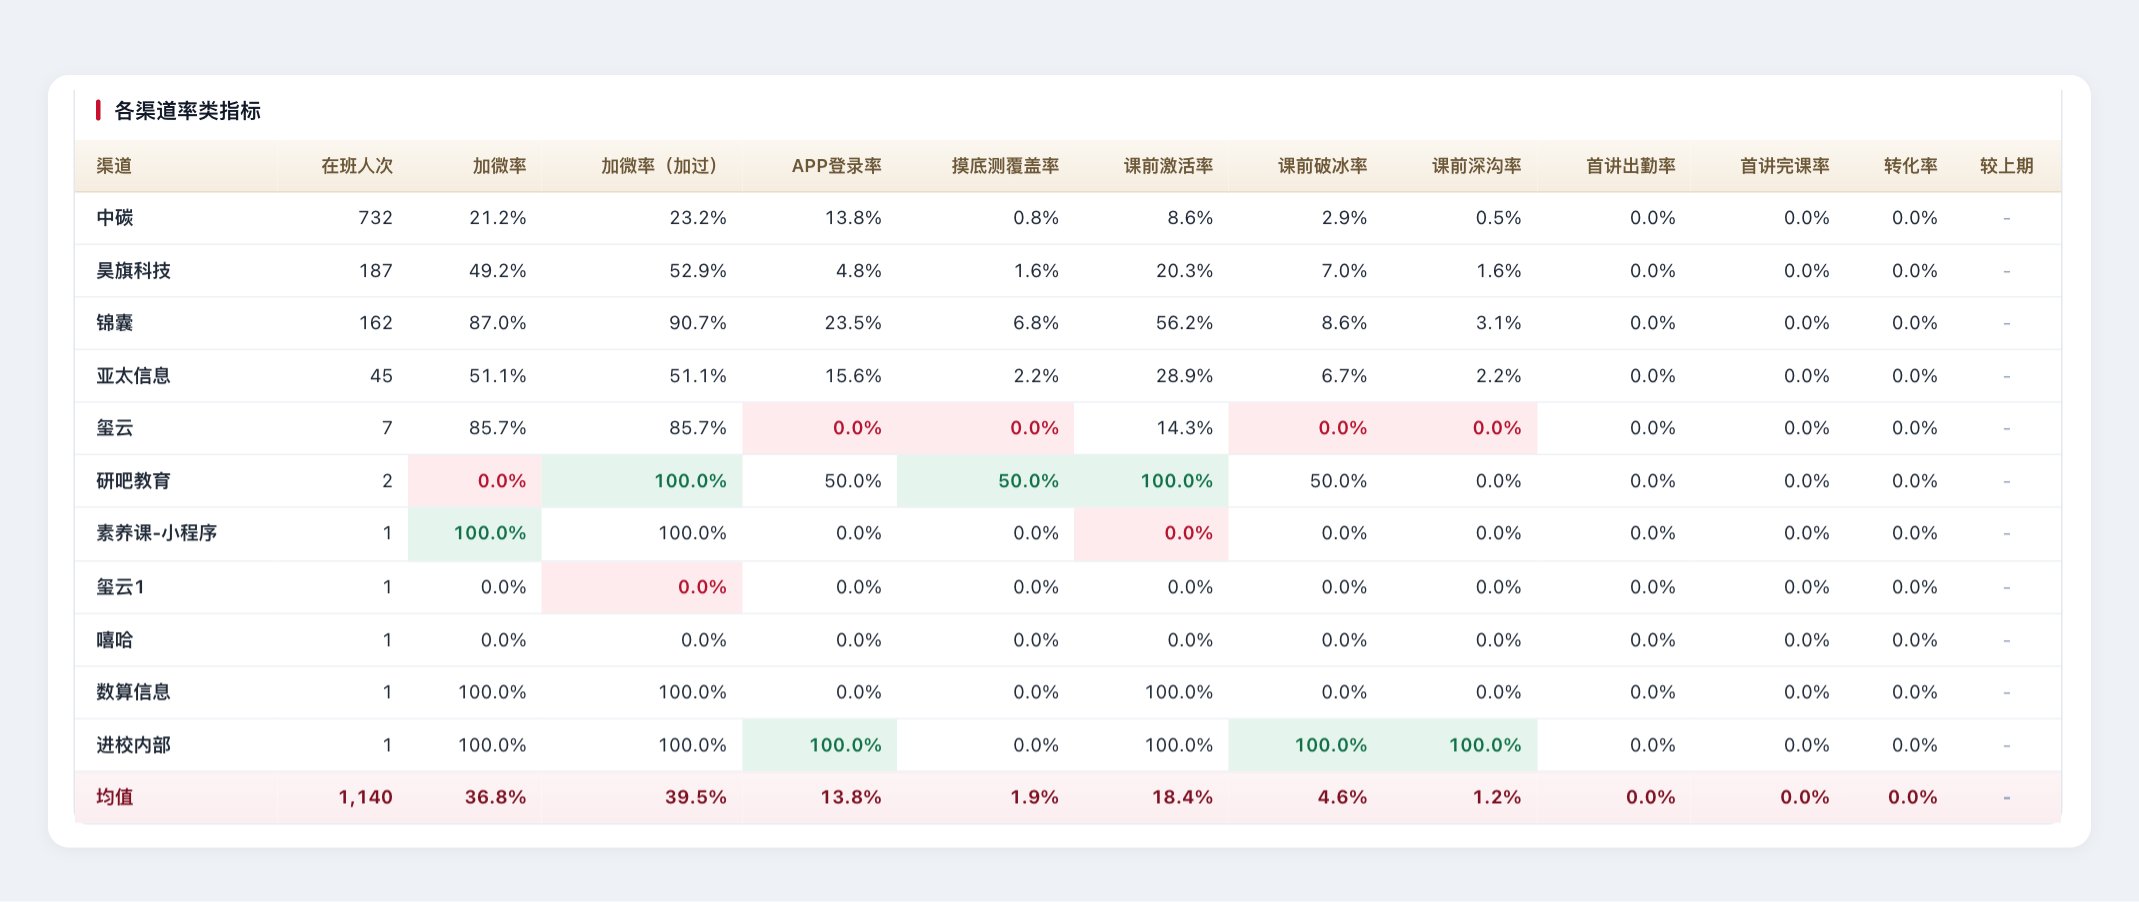 各渠道率类指标
渠道 在班人次 加微率 加微率（加过） APP登录率 摸底测覆盖率 课前激活率 课前破冰率 课前深沟率 首讲出勤率 首讲完课率 转化率 较上期
中碳 732 21.2% 23.2% 13.8% 0.8% 8.6% 2.9% 0.5% 0.0% 0.0% 0.0% -
昊旗科技 187 49.2% 52.9% 4.8% 1.6% 20.3% 7.0% 1.6% 0.0% 0.0% 0.0% -
锦囊 162 87.0% 90.7% 23.5% 6.8% 56.2% 8.6% 3.1% 0.0% 0.0% 0.0% -
亚太信息 45 51.1% 51.1% 15.6% 2.2% 28.9% 6.7% 2.2% 0.0% 0.0% 0.0% -
玺云 7 85.7% 85.7% 0.0% 0.0% 14.3% 0.0% 0.0% 0.0% 0.0% 0.0% -
研吧教育 2 0.0% 100.0% 50.0% 50.0% 100.0% 50.0% 0.0% 0.0% 0.0% 0.0% -
素养课-小程序 1 100.0% 100.0% 0.0% 0.0% 0.0% 0.0% 0.0% 0.0% 0.0% 0.0% -
玺云1 1 0.0% 0.0% 0.0% 0.0% 0.0% 0.0% 0.0% 0.0% 0.0% 0.0% -
嘻哈 1 0.0% 0.0% 0.0% 0.0% 0.0% 0.0% 0.0% 0.0% 0.0% 0.0% -
数算信息 1 100.0% 100.0% 0.0% 0.0% 100.0% 0.0% 0.0% 0.0% 0.0% 0.0% -
进校内部 1 100.0% 100.0% 100.0% 0.0% 100.0% 100.0% 100.0% 0.0% 0.0% 0.0% -
均值 1,140 36.8% 39.5% 13.8% 1.9% 18.4% 4.6% 1.2% 0.0% 0.0% 0.0% -